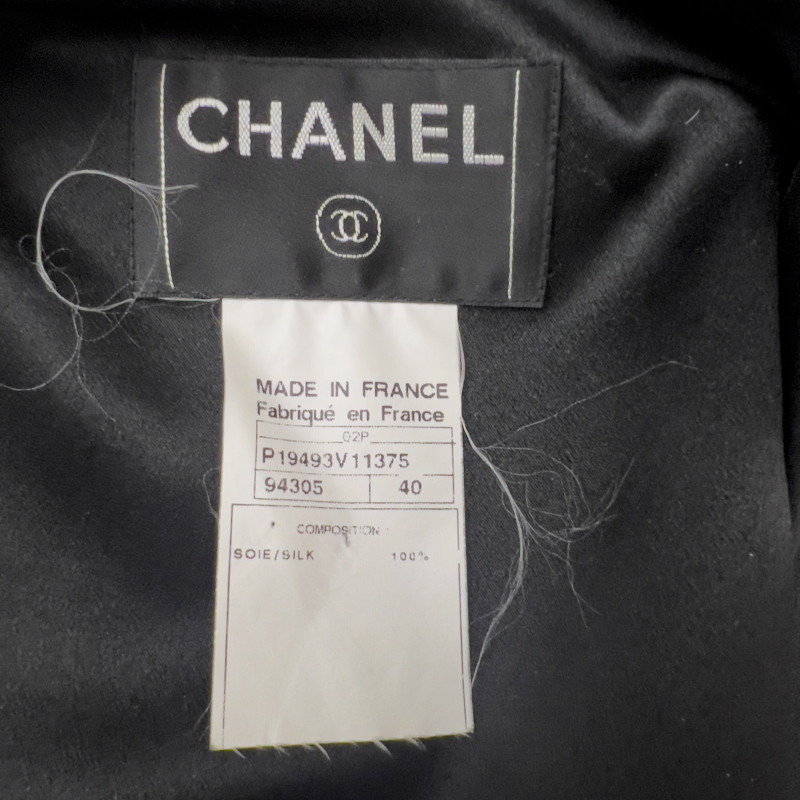 CHANEL
MADE IN FRANCE
Fabriqué en France
02P
P19493V11375
94305 40
COMPOSITION :
SOIE/SILK 100%